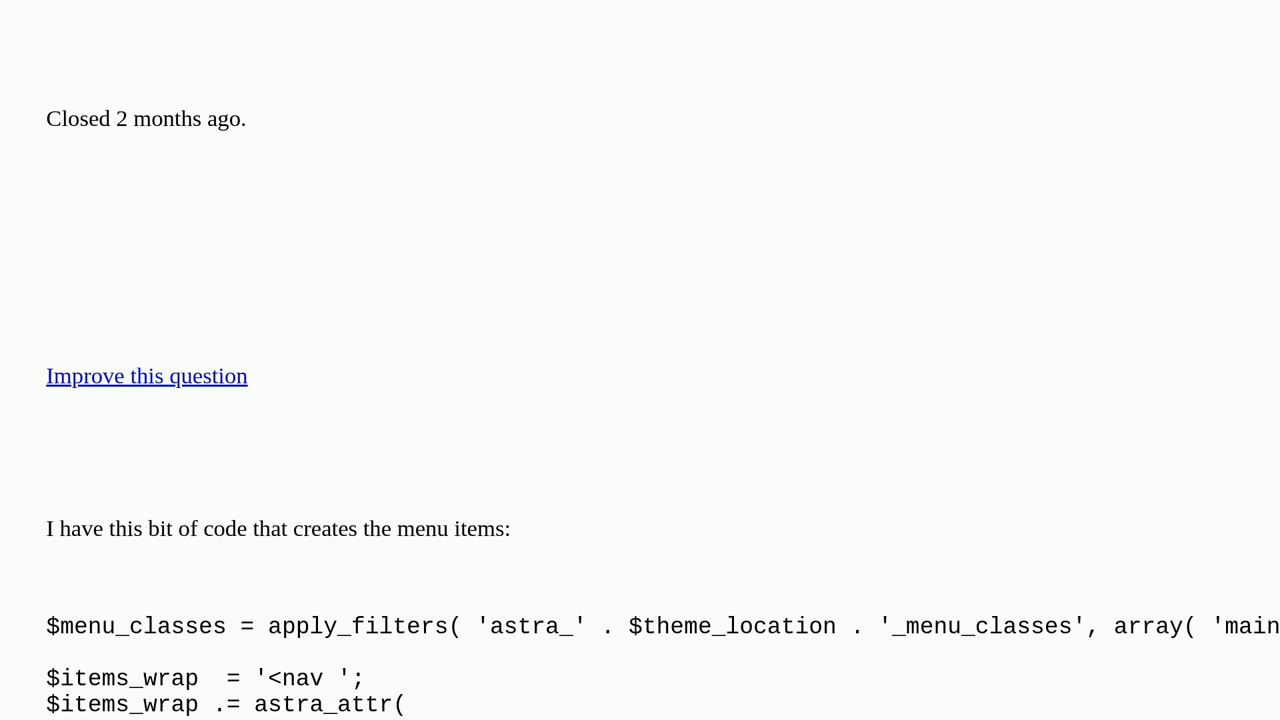 Closed 2 months ago.
Improve this question
I have this bit of code that creates the menu items:
$menu_classes = apply_filters( 'astra_' . $theme_location . '_menu_classes', array( 'main
$items_wrap  = '<nav ';
$items_wrap .= astra_attr(